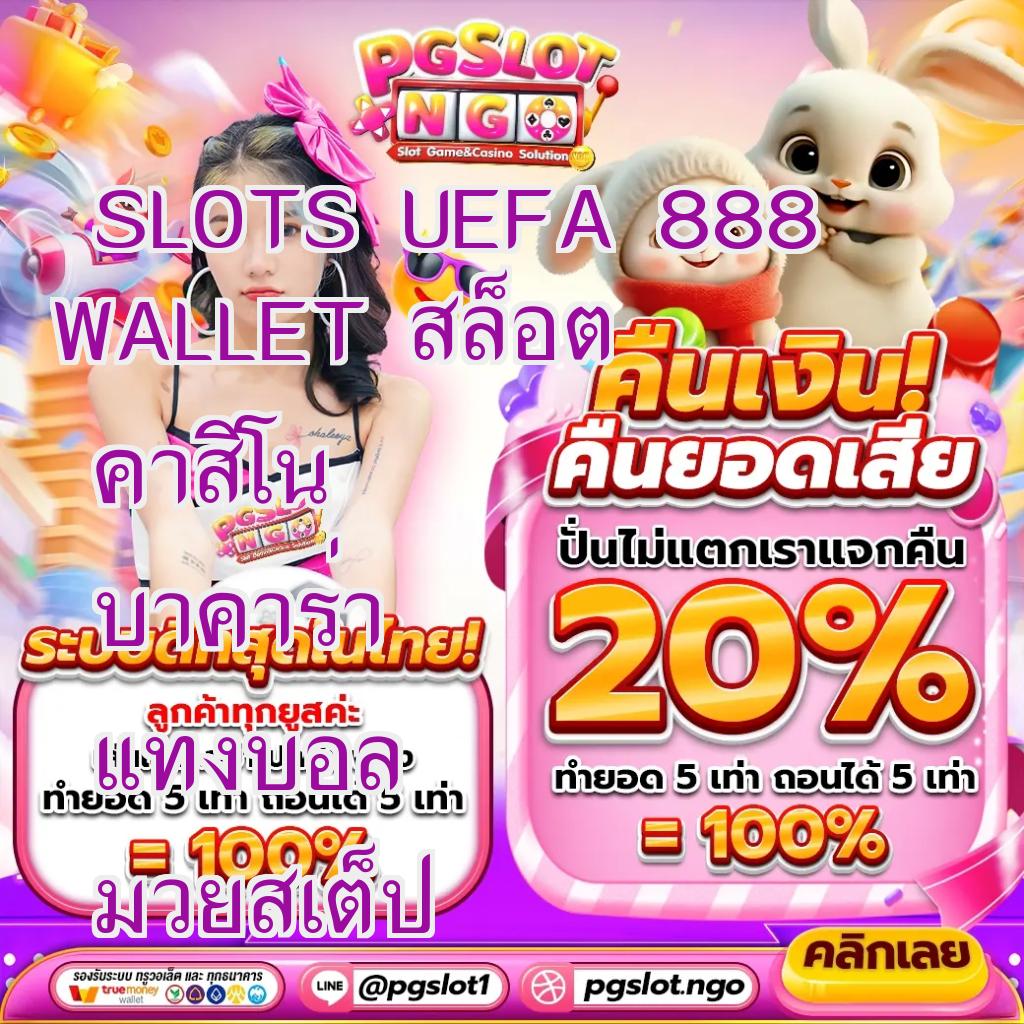 PGSLOT
NGO
Slot Game&Casino Solution
SLOTS UEFA 888
WALLET สล็อต
คาสิโน
บาคาร่า
แทงบอล
มวยสเต็ป
คืนเงิน!
คืนยอดเสีย
ปั่นไม่แตกเราแจกคืน
20%
ทำยอด 5 เท่า ถอนได้ 5 เท่า
= 100%
PGSLOT
NGO
ลูกค้าทุกยูสค่ะ
ทำยอด 5 เท่า ถอนได้ 5 เท่า
= 100%
คลิกเลย
รองรับระบบ ทรูวอเล็ต และ ทุกธนาคาร
truemoney
wallet
LINE @pgslot1
pgslot.ngo